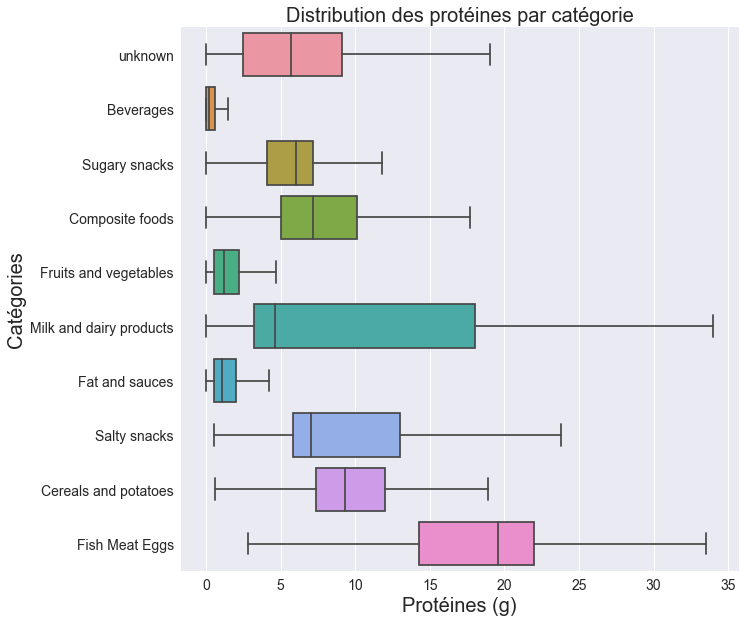 Distribution des protéines par catégorie
Catégories
unknown
Beverages
Sugary snacks
Composite foods
Fruits and vegetables
Milk and dairy products
Fat and sauces
Salty snacks
Cereals and potatoes
Fish Meat Eggs
0 5 10 15 20 25 30 35
Protéines (g)